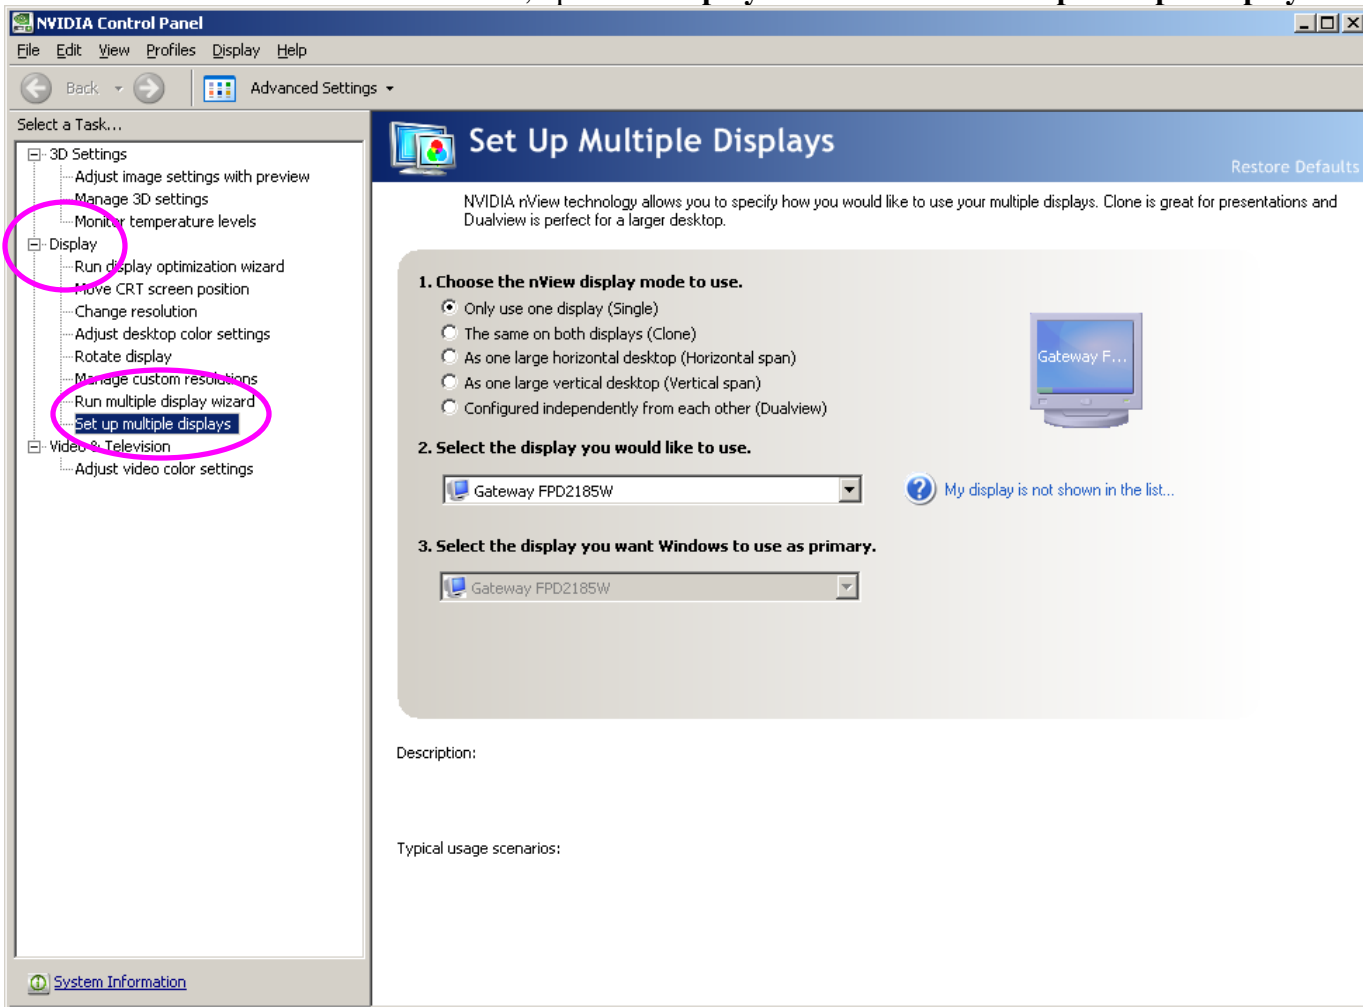 NVIDIA Control Panel
File Edit View Profiles Display Help
Back Advanced Settings
Select a Task...
3D Settings
Adjust image settings with preview
Manage 3D settings
Monitor temperature levels
Display
Run display optimization wizard
Move CRT screen position
Change resolution
Adjust desktop color settings
Rotate display
Manage custom resolutions
Run multiple display wizard
Set up multiple displays
Video & Television
Adjust video color settings
System Information
Set Up Multiple Displays
Restore Defaults
NVIDIA nView technology allows you to specify how you would like to use your multiple displays. Clone is great for presentations and
Dualview is perfect for a larger desktop.
1. Choose the nView display mode to use.
Only use one display (Single)
The same on both displays (Clone)
As one large horizontal desktop (Horizontal span)
As one large vertical desktop (Vertical span)
Configured independently from each other (Dualview)
Gateway F...
2. Select the display you would like to use.
Gateway FPD2185W
My display is not shown in the list...
3. Select the display you want Windows to use as primary.
Gateway FPD2185W
Description:
Typical usage scenarios: